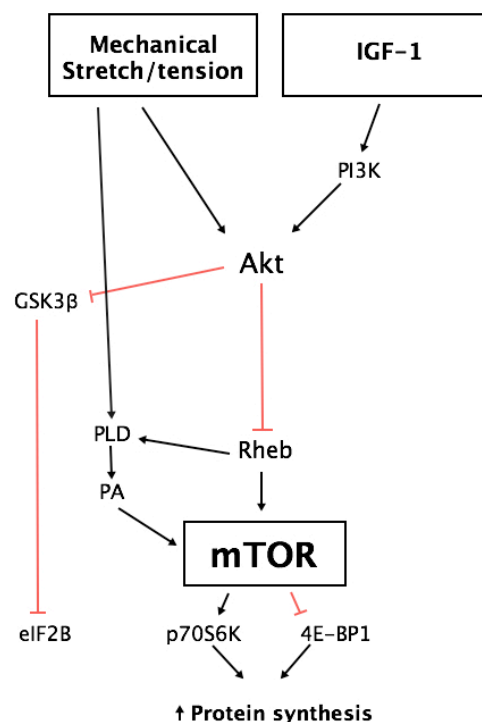 Mechanical
Stretch/tension
IGF-1
PI3K
Akt
GSK3β
PLD
Rheb
PA
mTOR
eIF2B
p70S6K
4E-BP1
↑ Protein synthesis